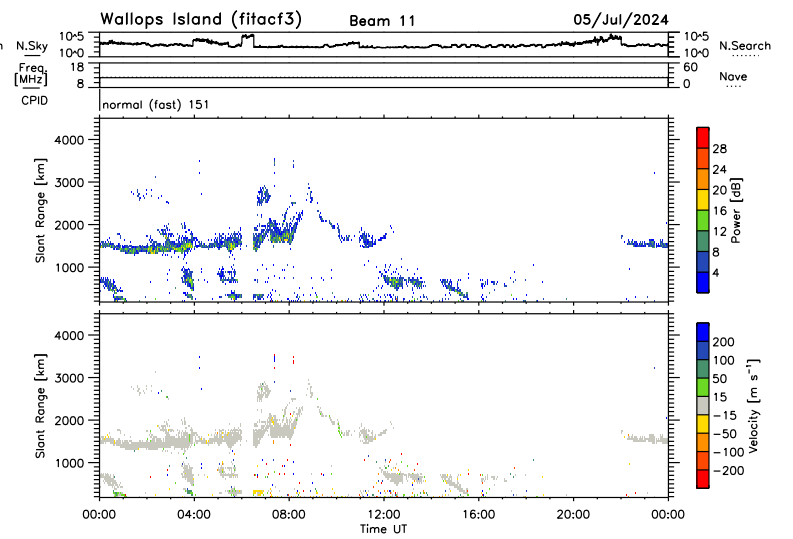 Wallops Island (fitacf3) Beam 11 05/Jul/2024
n N.Sky 10^5 10^5 N.Search
10^0 10^0
Freq. 18 60 Nave
[MHz] 8 0
CPID normal (fast) 151
Slant Range [km]
4000
3000
2000
1000
28
24
20
16
12
8
4
Power [dB]
Slant Range [km]
4000
3000
2000
1000
200
100
50
15
−15
−50
−100
−200
Velocity [m s⁻¹]
00:00 04:00 08:00 12:00 16:00 20:00 00:00
Time UT